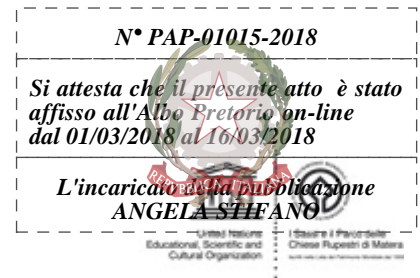 N° PAP-01015-2018
Si attesta che il presente atto è stato
affisso all'Albo Pretorio on-line
dal 01/03/2018 al 16/03/2018
L'incaricato della pubblicazione
ANGELA STIFANO
REPVBBLICA ITALIANA
United Nations
Educational, Scientific and
Cultural Organization
I Sassi e il Parco delle
Chiese Rupestri di Matera